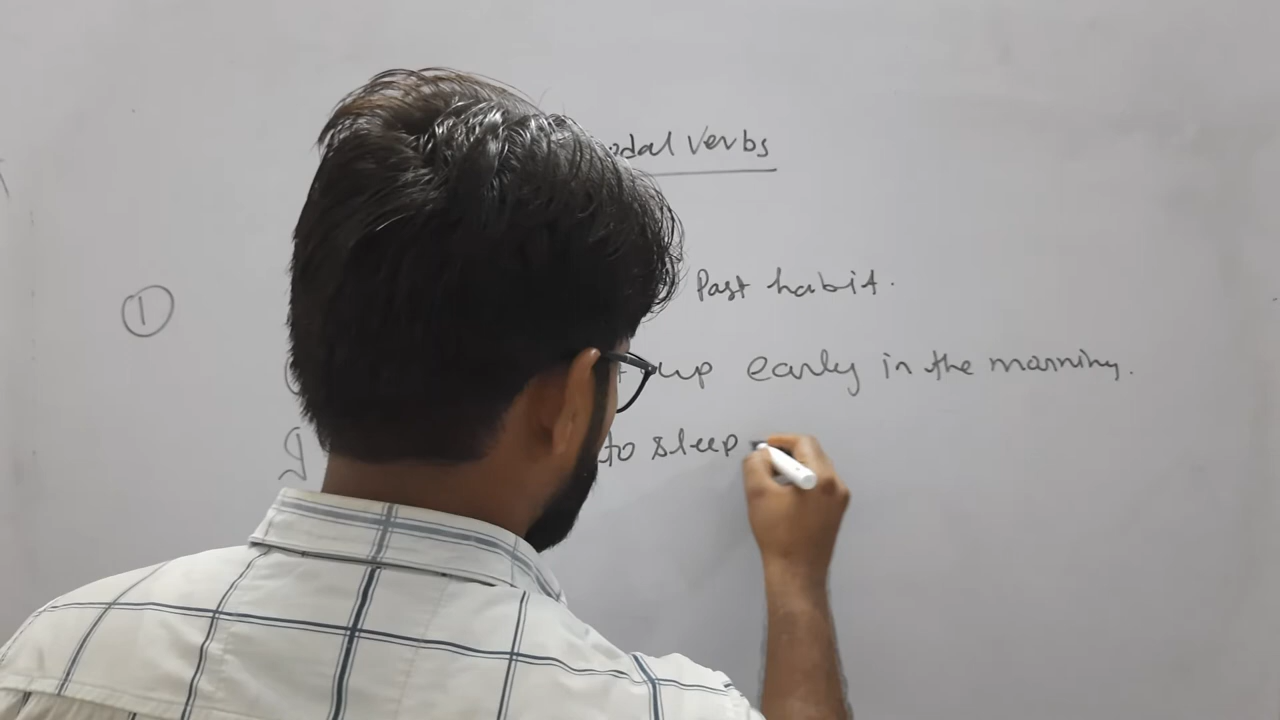 odal Verbs
① Past habit.
up early in the morning.
I to sleep